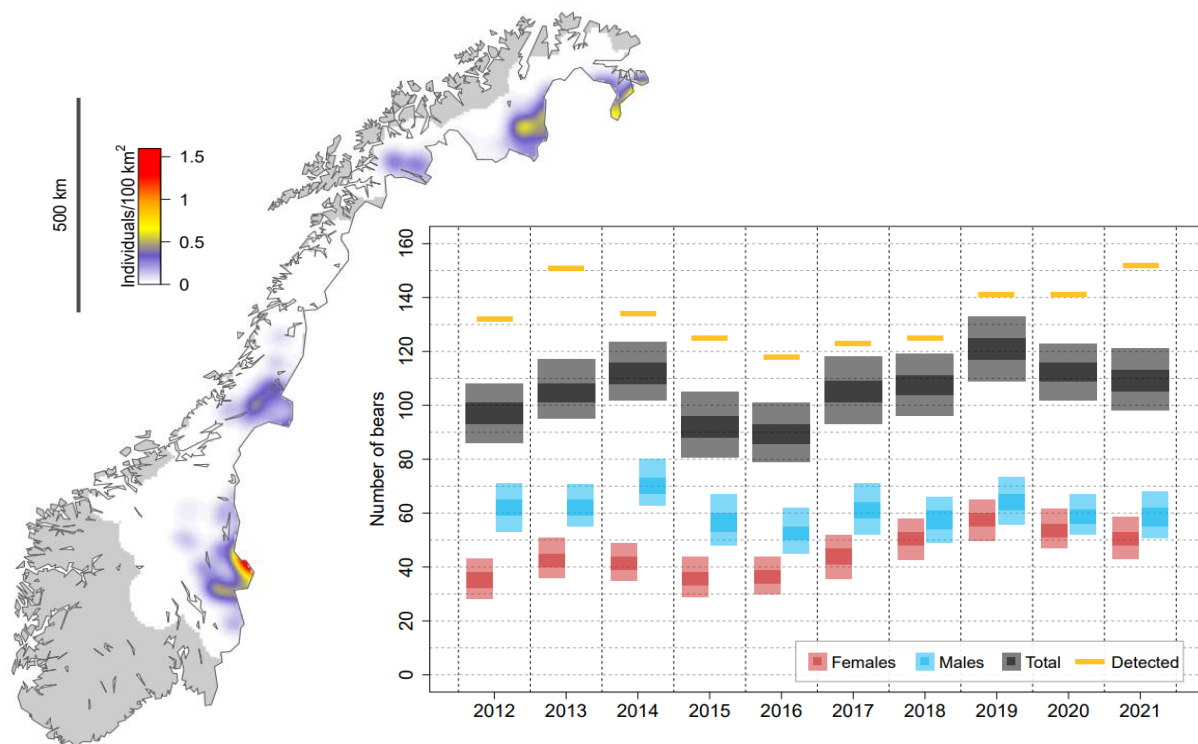 500 km
Individuals/100 km²
1.5
1
0.5
0
Number of bears
160
140
120
100
80
60
40
20
0
2012 2013 2014 2015 2016 2017 2018 2019 2020 2021
Females Males Total Detected